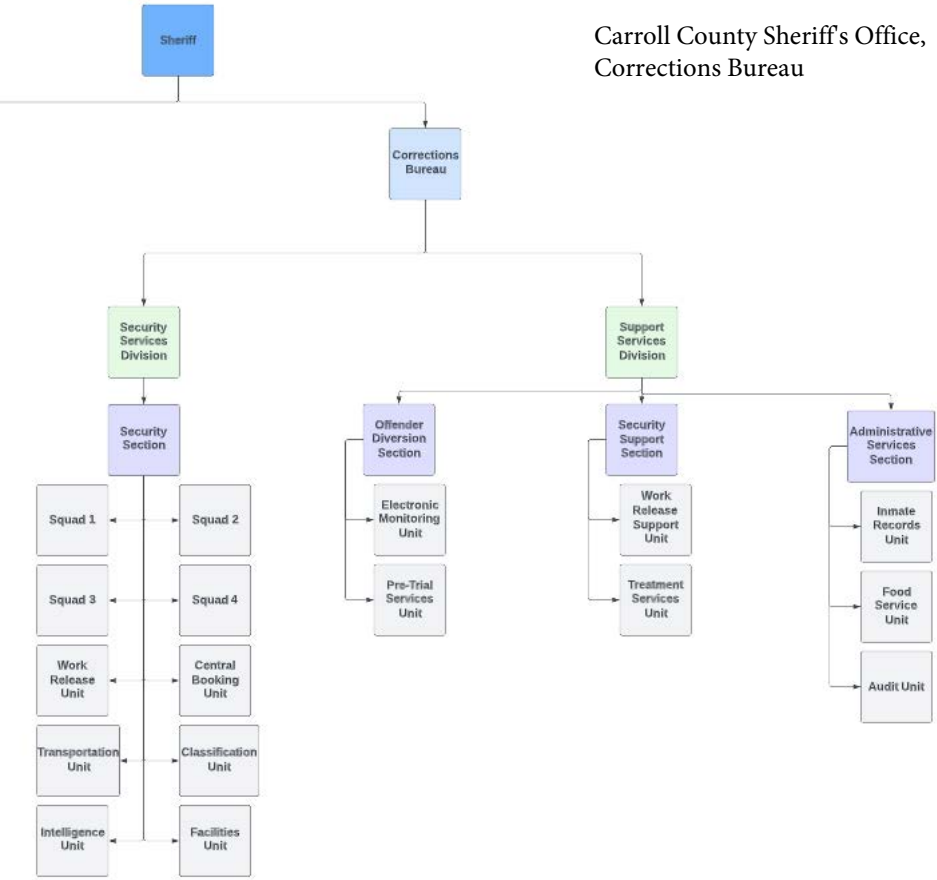 Sheriff
Carroll County Sheriff's Office,
Corrections Bureau
Corrections
Bureau
Security
Services
Division
Support
Services
Division
Security
Section
Offender
Diversion
Section
Security
Support
Section
Administrative
Services
Section
Squad 1
Squad 2
Electronic
Monitoring
Unit
Work
Release
Support
Unit
Inmate
Records
Unit
Squad 3
Squad 4
Pre-Trial
Services
Unit
Treatment
Services
Unit
Food
Service
Unit
Work
Release
Unit
Central
Booking
Unit
Audit Unit
Transportation
Unit
Classification
Unit
Intelligence
Unit
Facilities
Unit